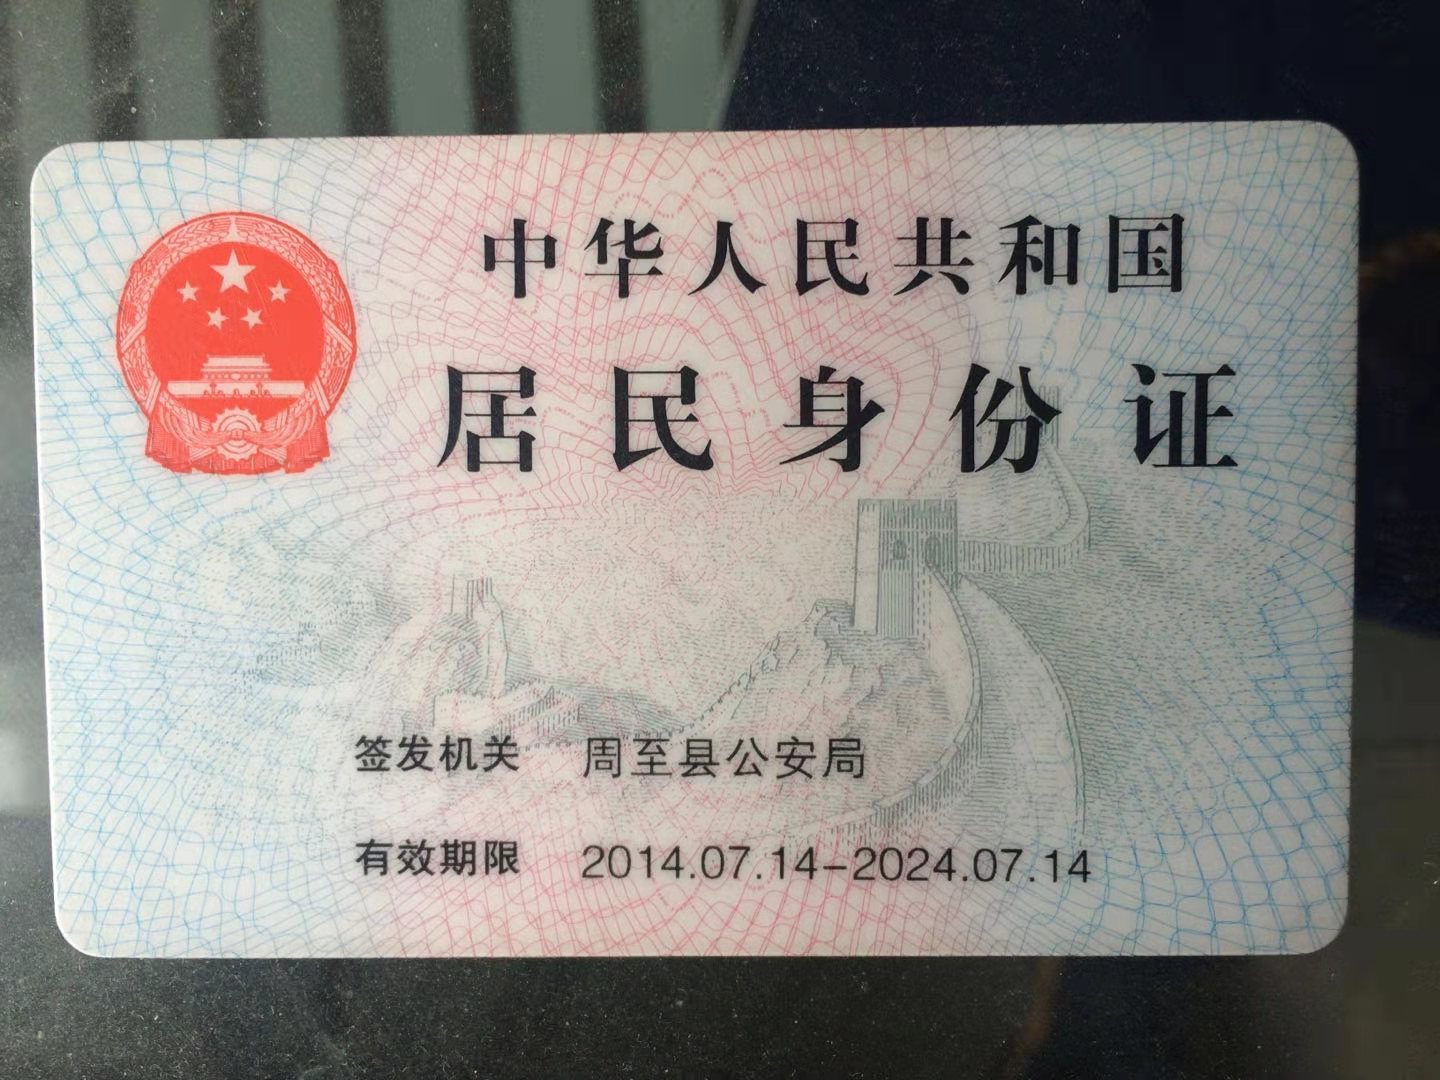 中华人民共和国
居民身份证
签发机关 周至县公安局
有效期限 2014.07.14-2024.07.14